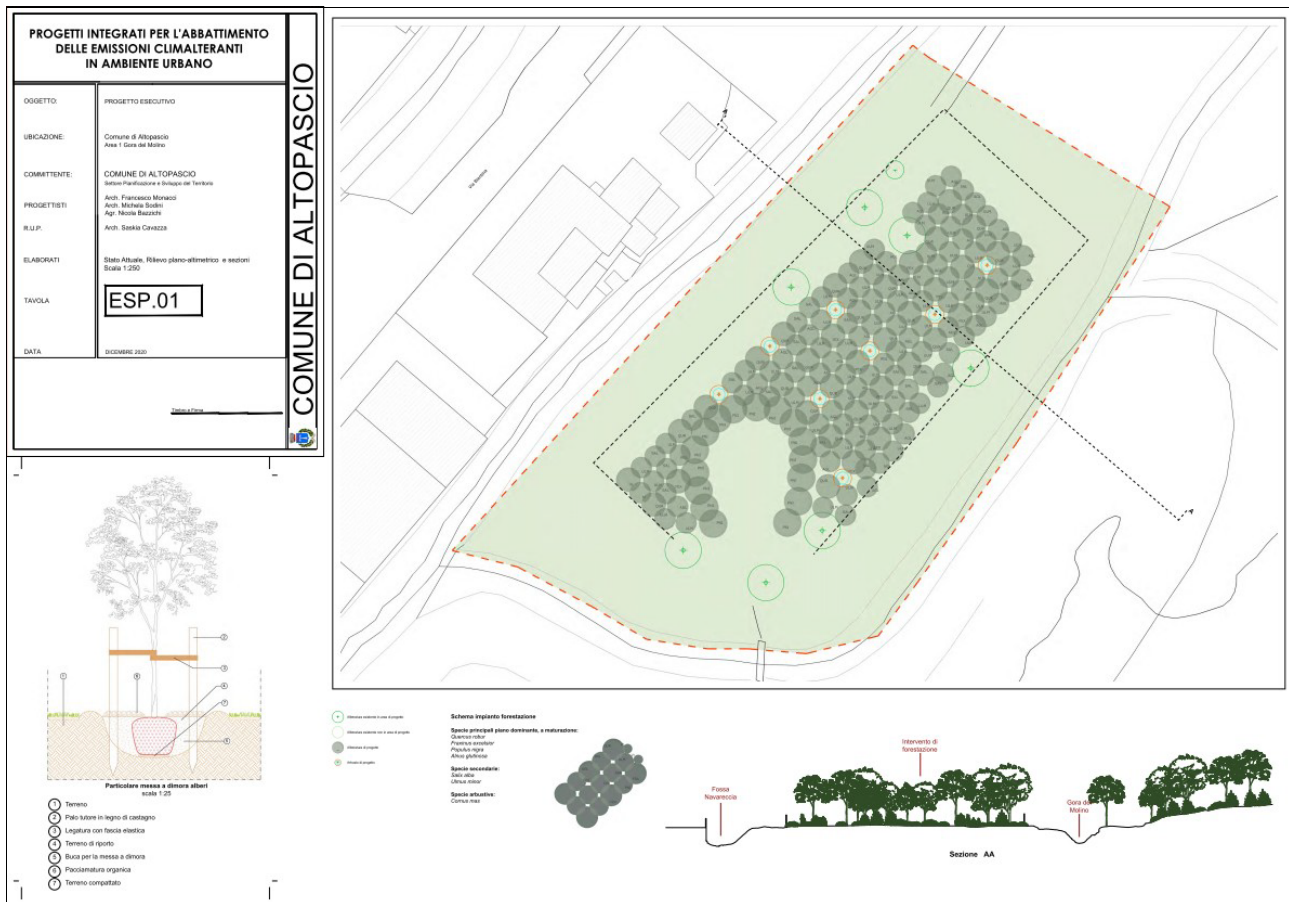 PROGETTI INTEGRATI PER L'ABBATTIMENTO
DELLE EMISSIONI CLIMALTERANTI
IN AMBIENTE URBANO
COMUNE DI ALTOPASCIO
OGGETTO:
PROGETTO ESECUTIVO
UBICAZIONE:
Comune di Altopascio
Area 1 Gora del Molino
COMMITTENTE:
COMUNE DI ALTOPASCIO
Settore Pianificazione e Sviluppo del Territorio
PROGETTISTI
Arch. Francesco Monacci
Arch. Michela Sodini
Agr. Nicola Bazzichi
R.U.P.
Arch. Saskia Cavazza
ELABORATI
Stato Attuale, Rilievo plano-altimetrico e sezioni
Scala 1:250
TAVOLA
ESP.01
DATA
DICEMBRE 2020
Timbro e Firma
A
A
1
2
3
4
5
6
7
Particolare messa a dimora alberi
scala 1:25
1 Terreno
2 Palo tutore in legno di castagno
3 Legatura con fascia elastica
4 Terreno di riporto
5 Buca per la messa a dimora
6 Pacciamatura organica
7 Terreno compattato
Schema impianto forestazione
Specie principali piano dominante, a maturazione:
Quercus robur
Fraxinus excelsior
Populus nigra
Alnus glutinosa
Specie secondarie:
Salix alba
Ulmus minor
Specie arbustive:
Cornus mas
Fossa
Navareccia
Intervento di
forestazione
Gora del
Molino
Sezione AA